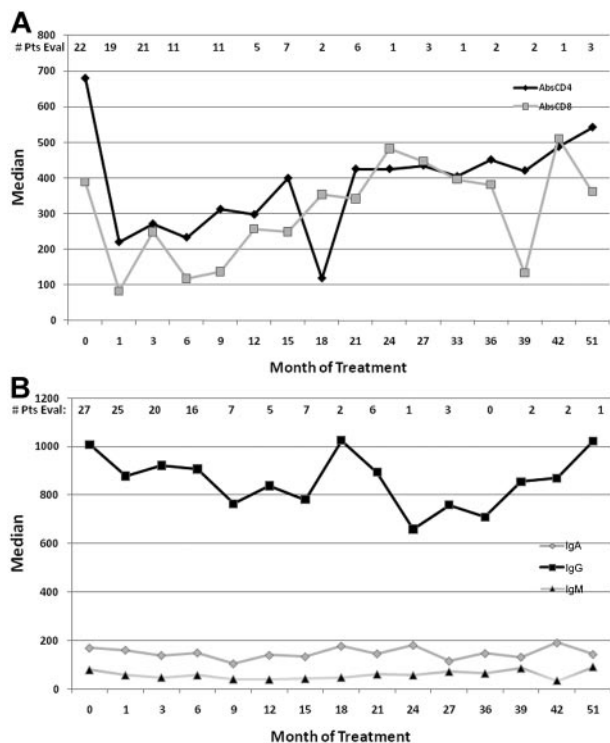 A
# Pts Eval 22 19 21 11 11 5 7 2 6 1 3 1 2 2 1 3
800
700
600
500
400
300
200
100
0
Median
AbsCD4
AbsCD8
0 1 3 6 9 12 15 18 21 24 27 33 36 39 42 51
Month of Treatment
B
1200
# Pts Eval: 27 25 20 16 7 5 7 2 6 1 3 0 2 2 1
1000
800
600
400
200
0
Median
IgA
IgG
IgM
0 1 3 6 9 12 15 18 21 24 27 36 39 42 51
Month of Treatment